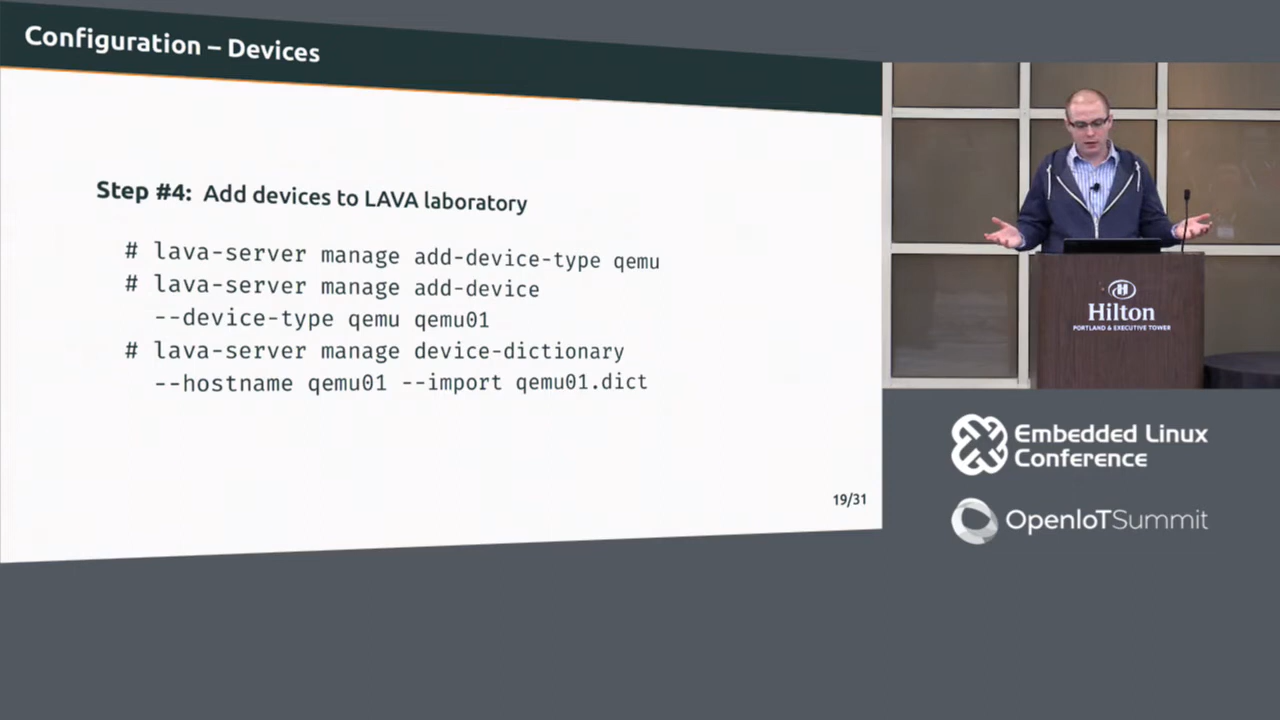 Configuration – Devices
Step #4: Add devices to LAVA laboratory
# lava-server manage add-device-type qemu
# lava-server manage add-device
--device-type qemu qemu01
# lava-server manage device-dictionary
--hostname qemu01 --import qemu01.dict
19/31
Hilton
PORTLAND & EXECUTIVE TOWER
Embedded Linux
Conference
OpenIoTSummit